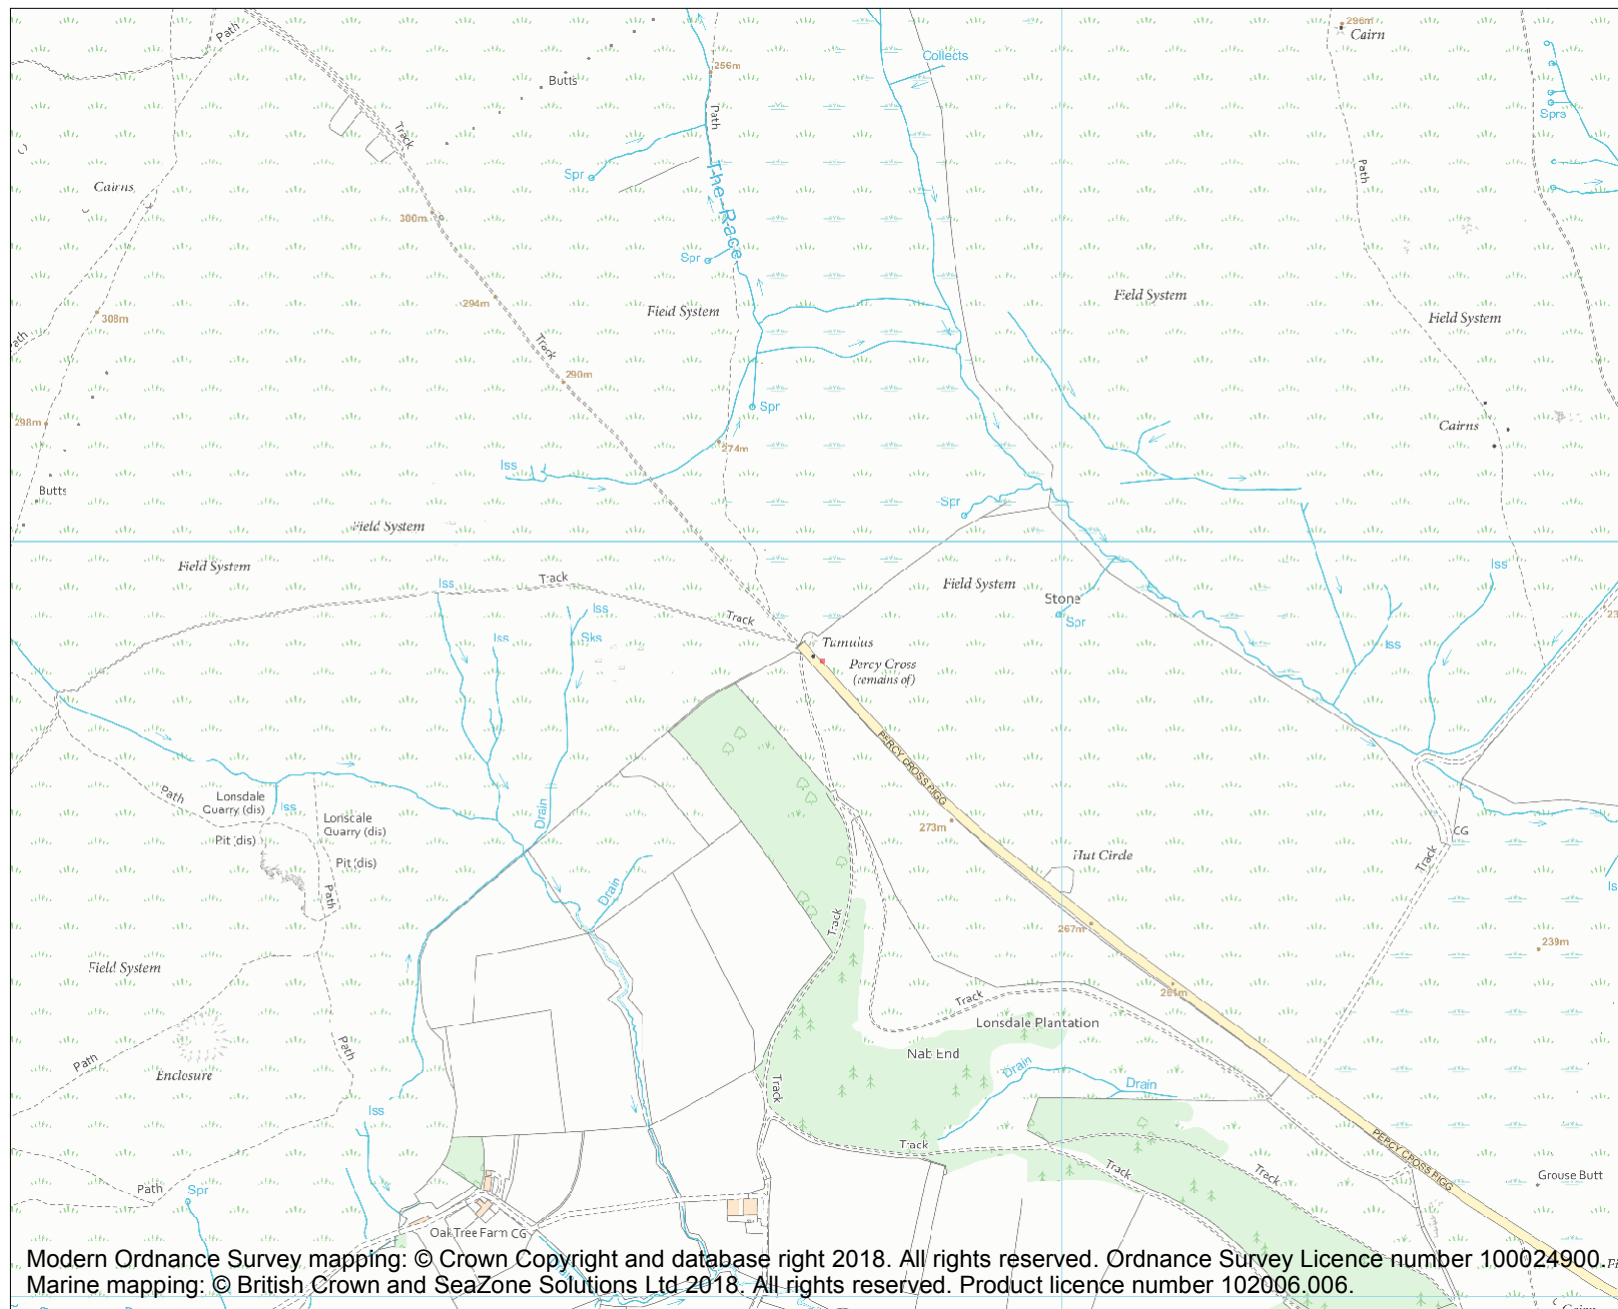 296m
Cairn
Path
Collects
256m
Butts
Path
Track
Sprs
Path
Spr
Cairns
The Race
300m
Spr
Field System
294m
Field System
308m
Field System
Track
290m
Spr
298m
Cairns
274m
Iss
Butts
Spr
Field System
Field System
Iss
Track
Iss
Field System
Stone
Iss
Spr
Track
Iss
Sks
Iss
Tumulus
Percy Cross
(remains of)
PERCY CROSS RIGG
Path
Lonsdale
Quarry (dis)
Iss
Lonsdale
Quarry (dis)
Drain
273m
CG
Pit (dis)
Pit (dis)
Hut Circle
Track
Path
Drain
Track
267m
239m
Field System
261m
Track
Lonsdale Plantation
Path
Path
Nab End
Enclosure
Drain
Drain
Track
Iss
Track
PERCY CROSS RIGG
Track
Track
Grouse Butt
Path
Spr
Oak Tree Farm CG
Modern Ordnance Survey mapping: © Crown Copyright and database right 2018. All rights reserved. Ordnance Survey Licence number 100024900.
Marine mapping: © British Crown and SeaZone Solutions Ltd 2018. All rights reserved. Product licence number 102006.006.